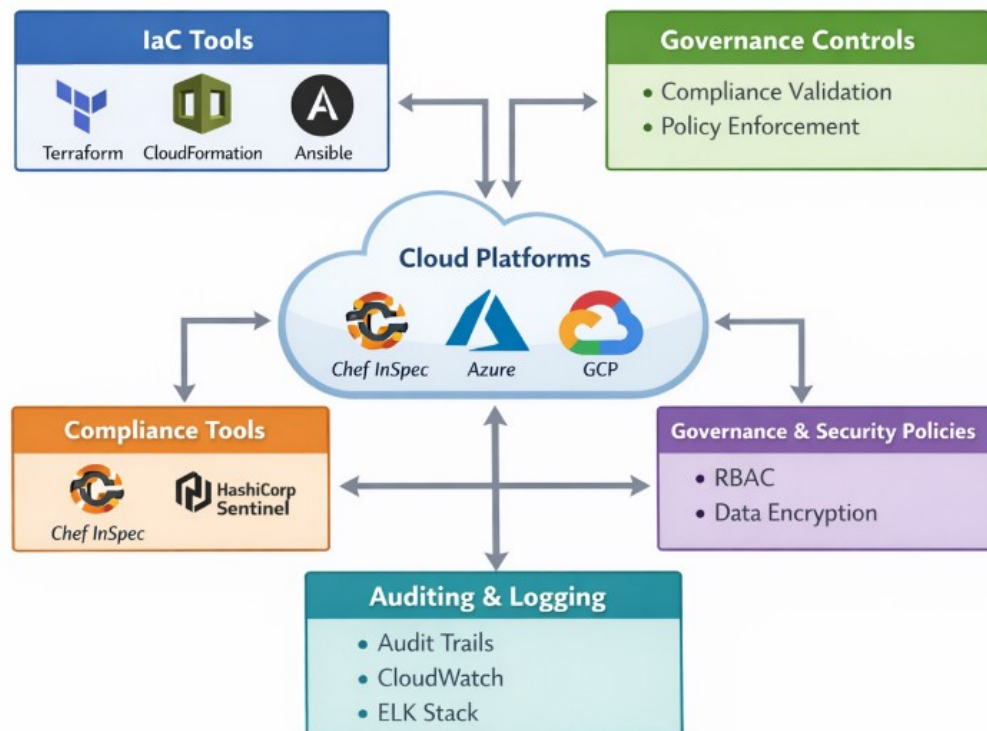 IaC Tools
Terraform
CloudFormation
Ansible
Governance Controls
• Compliance Validation
• Policy Enforcement
Cloud Platforms
Chef InSpec
Azure
GCP
Compliance Tools
Chef InSpec
HashiCorp
Sentinel
Governance & Security Policies
• RBAC
• Data Encryption
Auditing & Logging
• Audit Trails
• CloudWatch
• ELK Stack